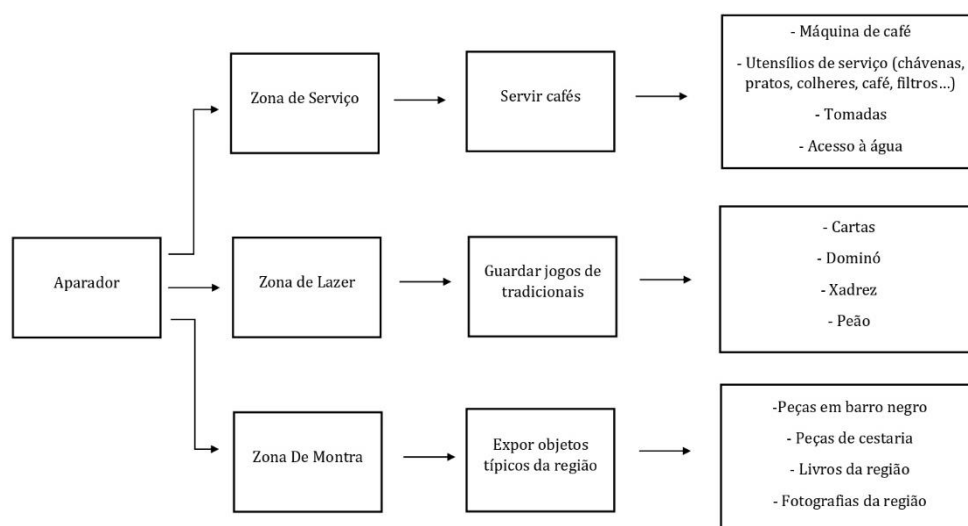 Aparador
Zona de Serviço
Servir cafés
- Máquina de café
- Utensílios de serviço (chávenas,
pratos, colheres, café, filtros...)
- Tomadas
- Acesso à água
Zona de Lazer
Guardar jogos de
tradicionais
- Cartas
- Dominó
- Xadrez
- Peão
Zona De Montra
Expor objetos
típicos da região
-Peças em barro negro
- Peças de cestaria
- Livros da região
- Fotografias da região